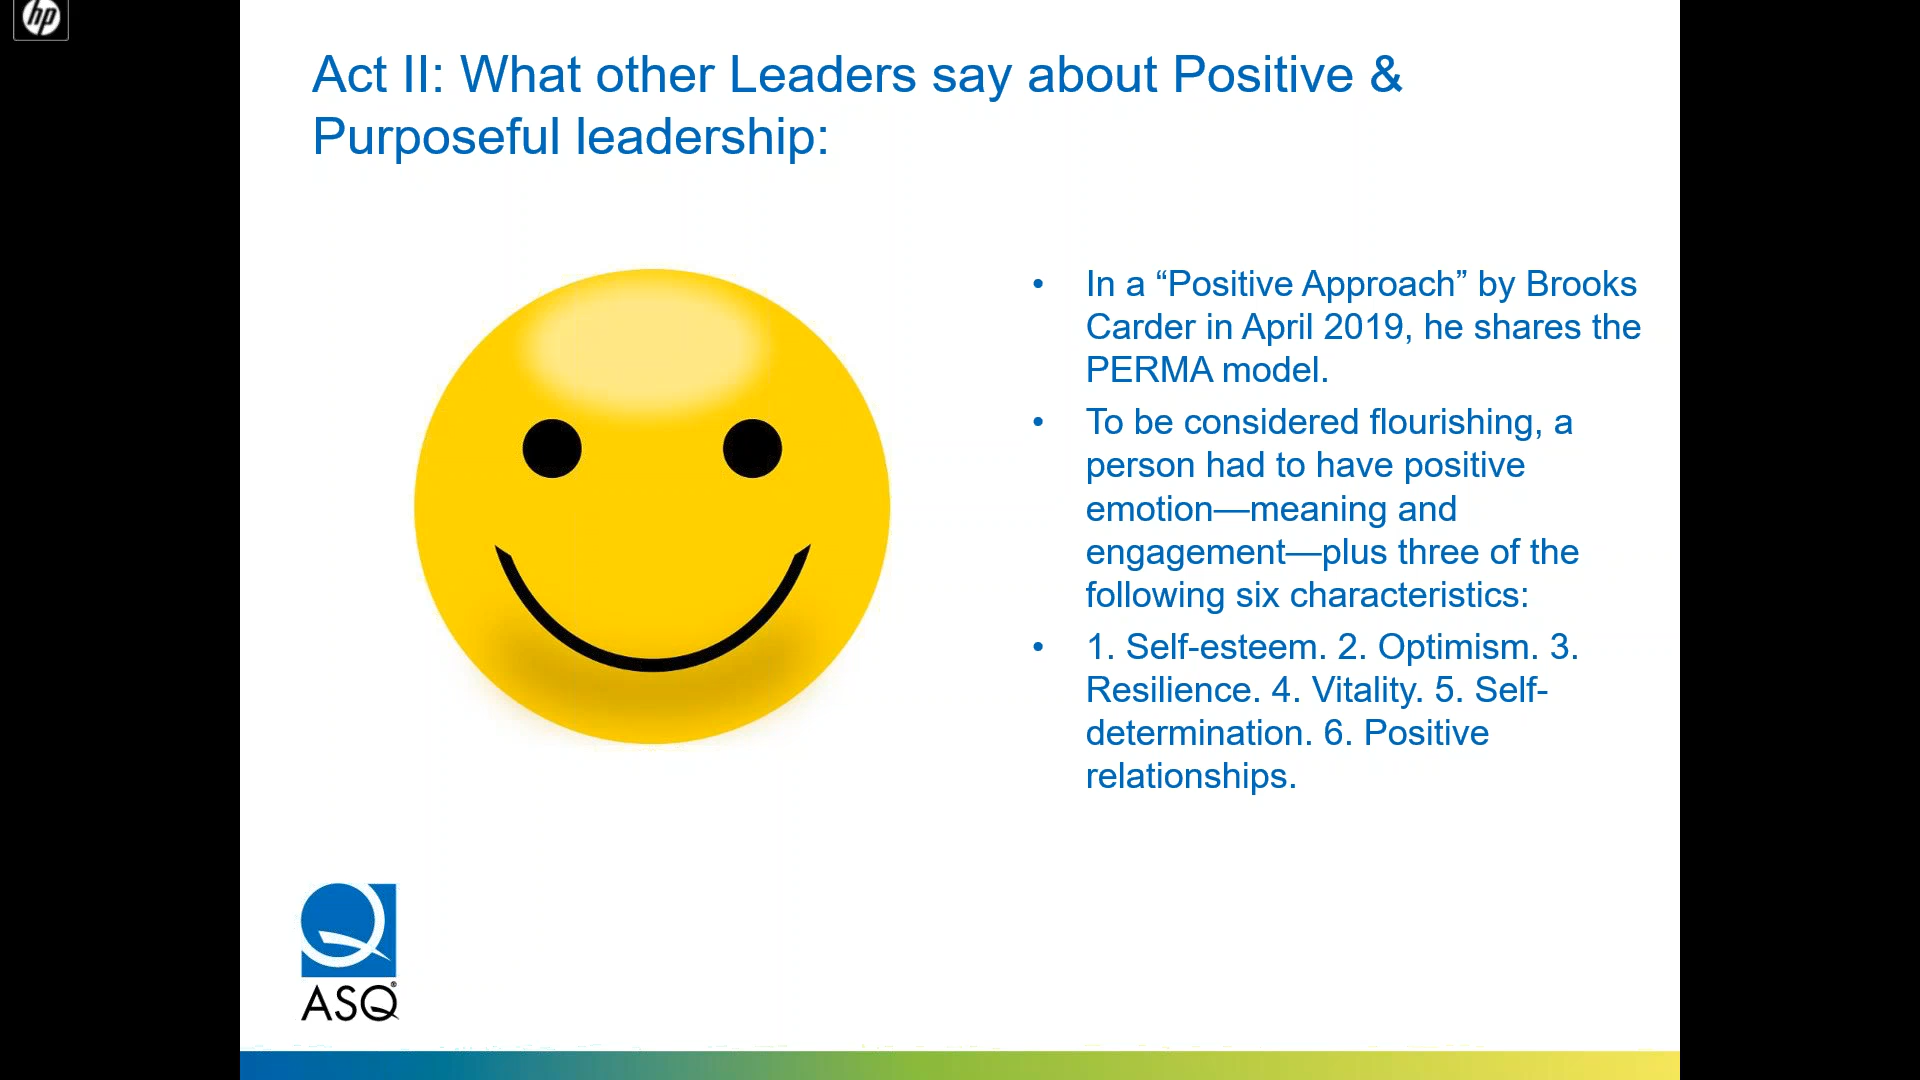 hp
Act II: What other Leaders say about Positive &
Purposeful leadership:
• In a “Positive Approach” by Brooks
Carder in April 2019, he shares the
PERMA model.
• To be considered flourishing, a
person had to have positive
emotion—meaning and
engagement—plus three of the
following six characteristics:
• 1. Self-esteem. 2. Optimism. 3.
Resilience. 4. Vitality. 5. Self-
determination. 6. Positive
relationships.
ASQ®